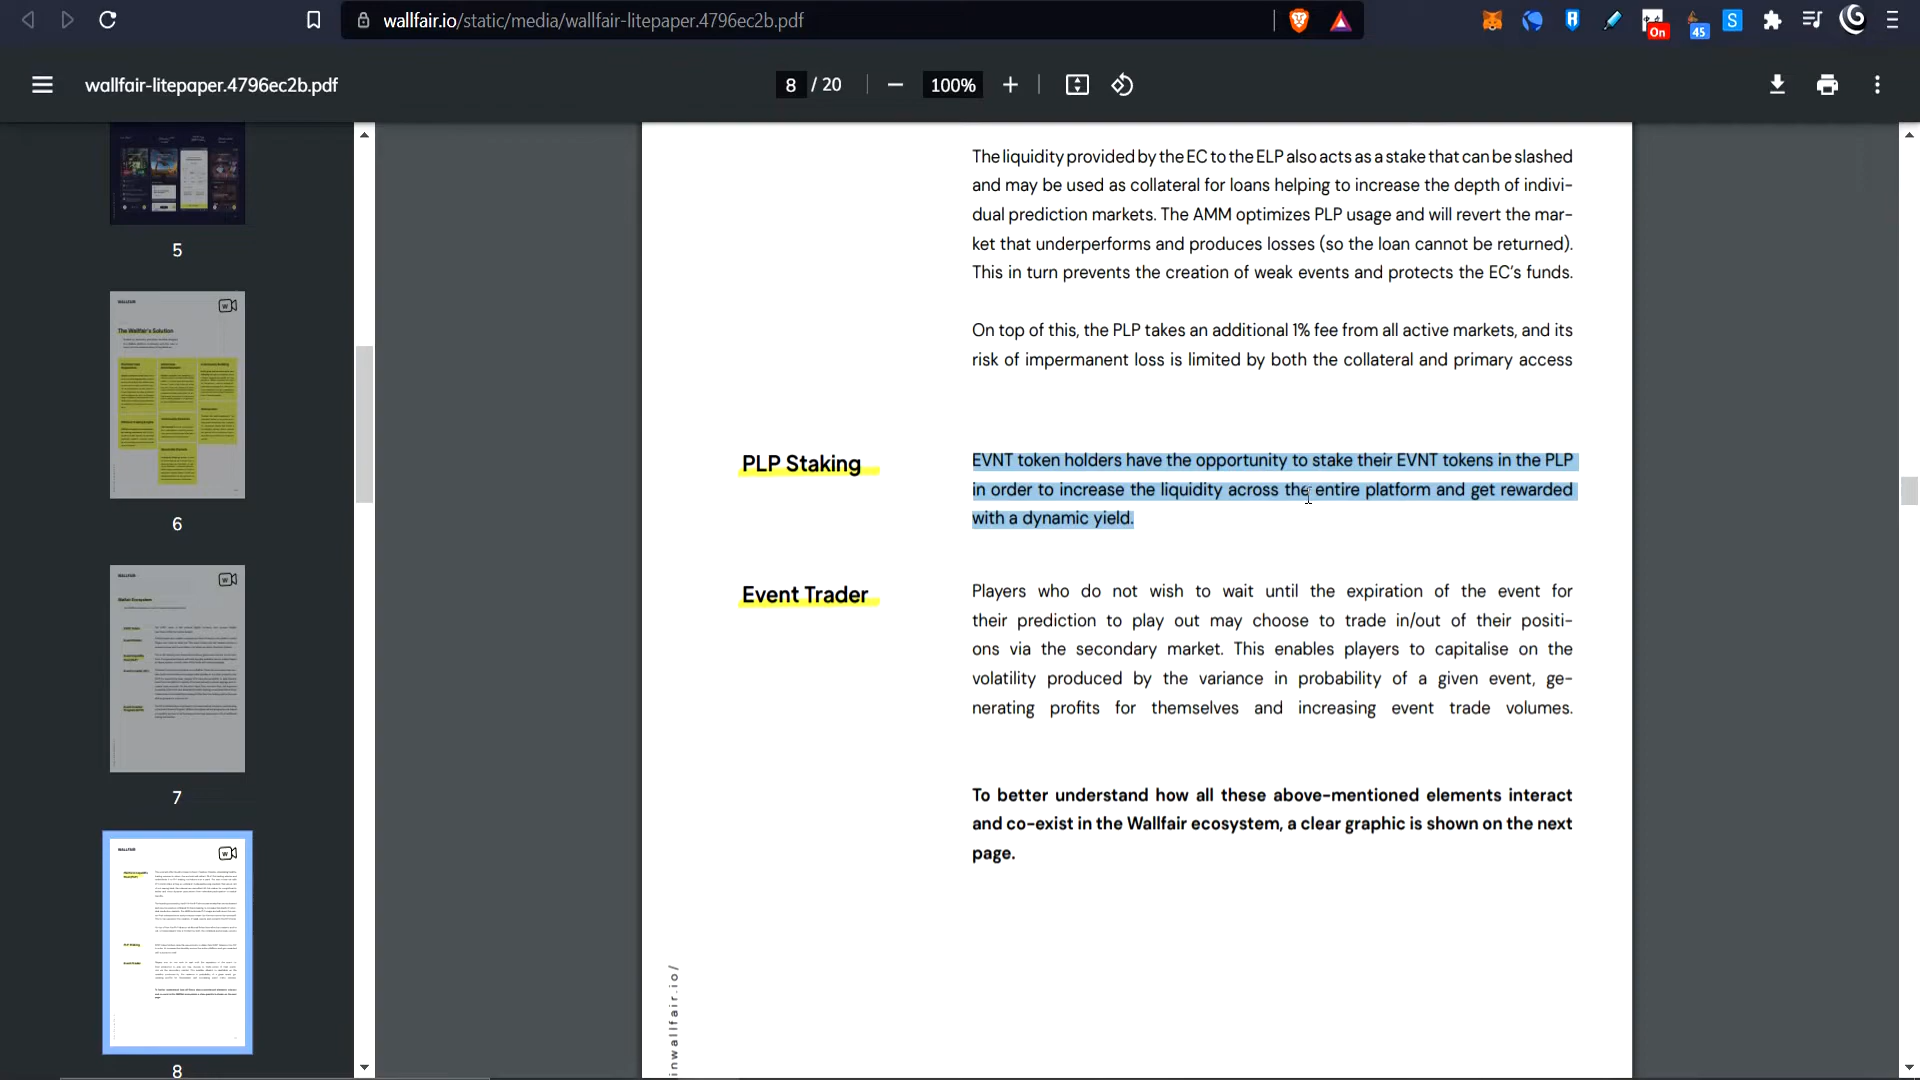 wallfair.io/static/media/wallfair-litepaper.4796ec2b.pdf
On
45
S
wallfair-litepaper.4796ec2b.pdf
8 / 20
100%
5
WALLFAIR
The Wallfair's Solution
6
WALLFAIR
7
WALLFAIR
8
The liquidity provided by the EC to the ELP also acts as a stake that can be slashed
and may be used as collateral for loans helping to increase the depth of indivi-
dual prediction markets. The AMM optimizes PLP usage and will revert the mar-
ket that underperforms and produces losses (so the loan cannot be returned).
This in turn prevents the creation of weak events and protects the EC's funds.
On top of this, the PLP takes an additional 1% fee from all active markets, and its
risk of impermanent loss is limited by both the collateral and primary access
PLP Staking
EVNT token holders have the opportunity to stake their EVNT tokens in the PLP
in order to increase the liquidity across the entire platform and get rewarded
with a dynamic yield.
Event Trader
Players who do not wish to wait until the expiration of the event for
their prediction to play out may choose to trade in/out of their positi-
ons via the secondary market. This enables players to capitalise on the
volatility produced by the variance in probability of a given event, ge-
nerating profits for themselves and increasing event trade volumes.
To better understand how all these above-mentioned elements interact
and co-exist in the Wallfair ecosystem, a clear graphic is shown on the next
page.
inwallfair.io/